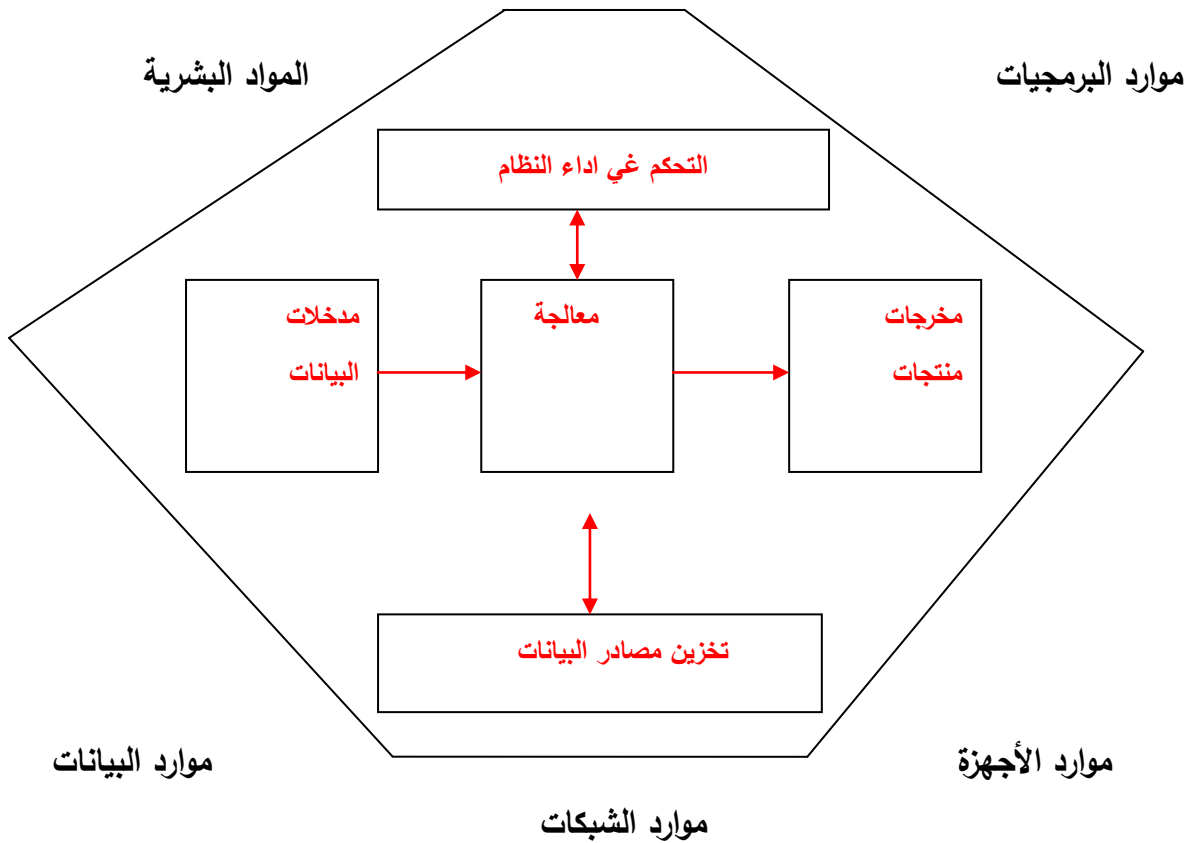 موارد البرمجيات
المواد البشرية
التحكم غي اداء النظام
مخرجات
منتجات
معالجة
مدخلات
البيانات
تخزين مصادر البيانات
موارد الأجهزة
موارد البيانات
موارد الشبكات